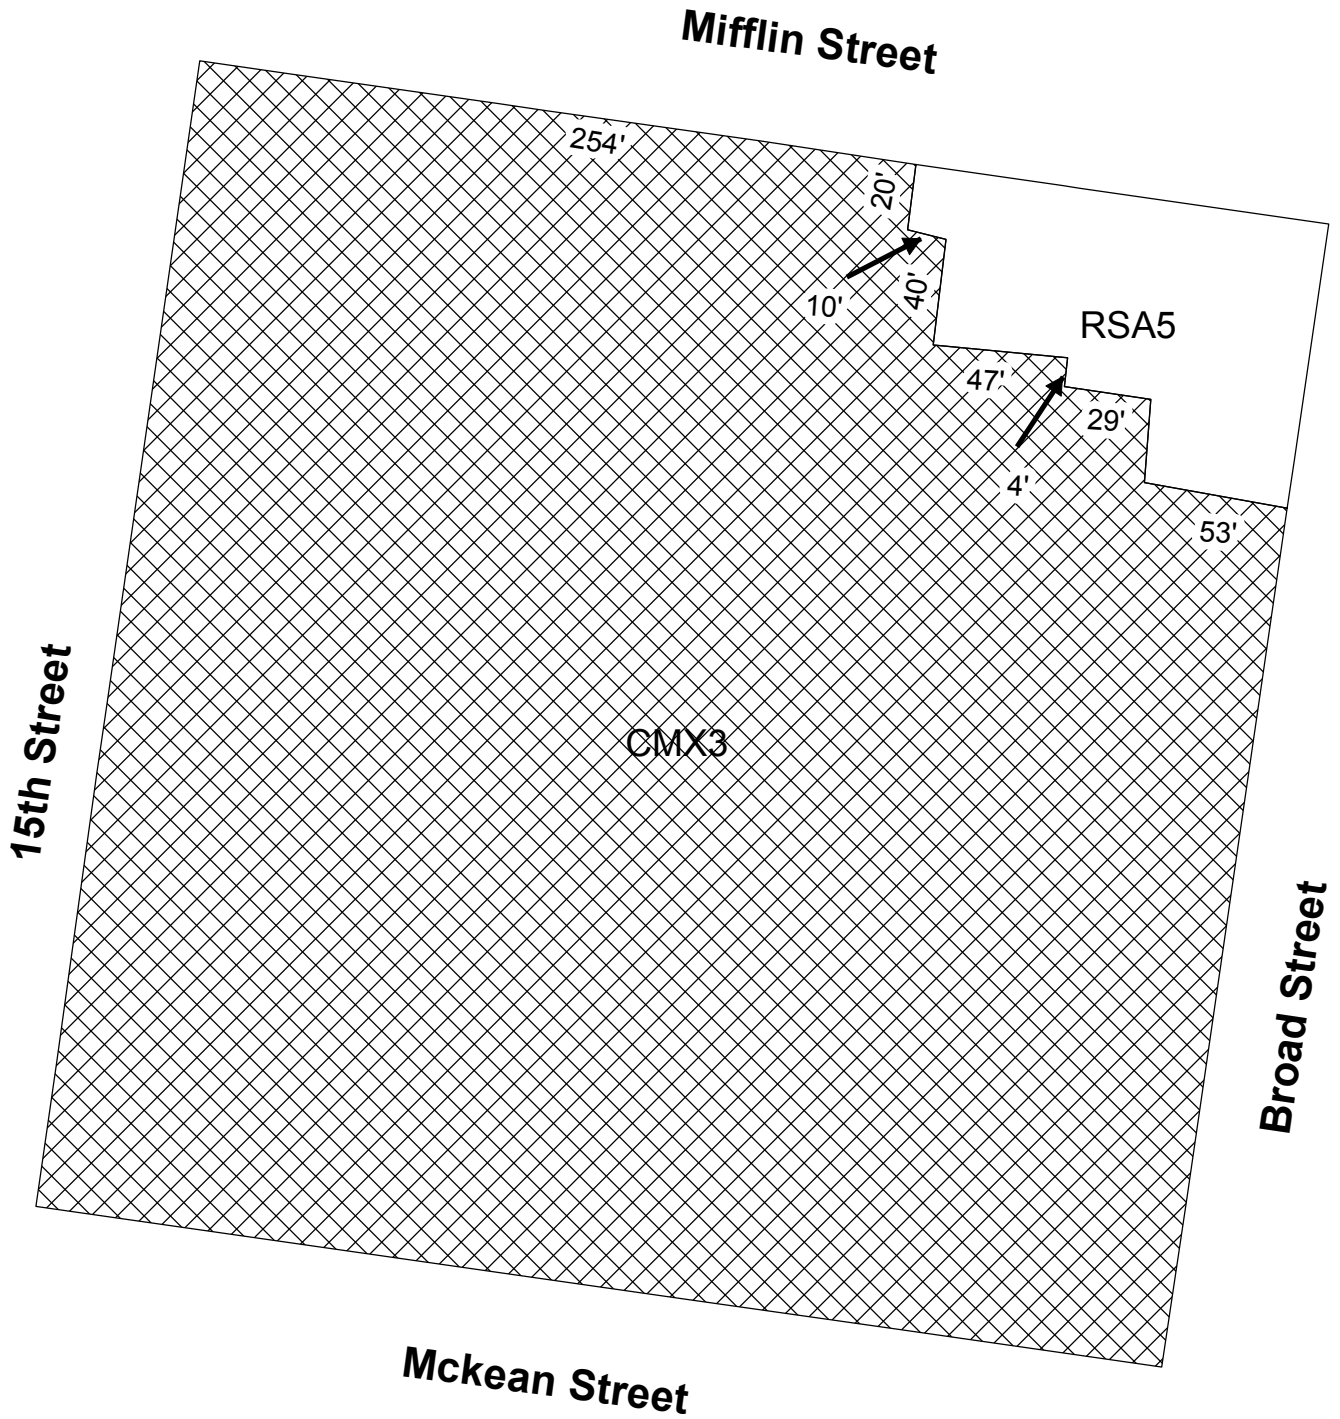 Mifflin Street
254'
20'
10'
40'
RSA5
47'
29'
4'
53'
15th Street
CMX3
Broad Street
Mckean Street